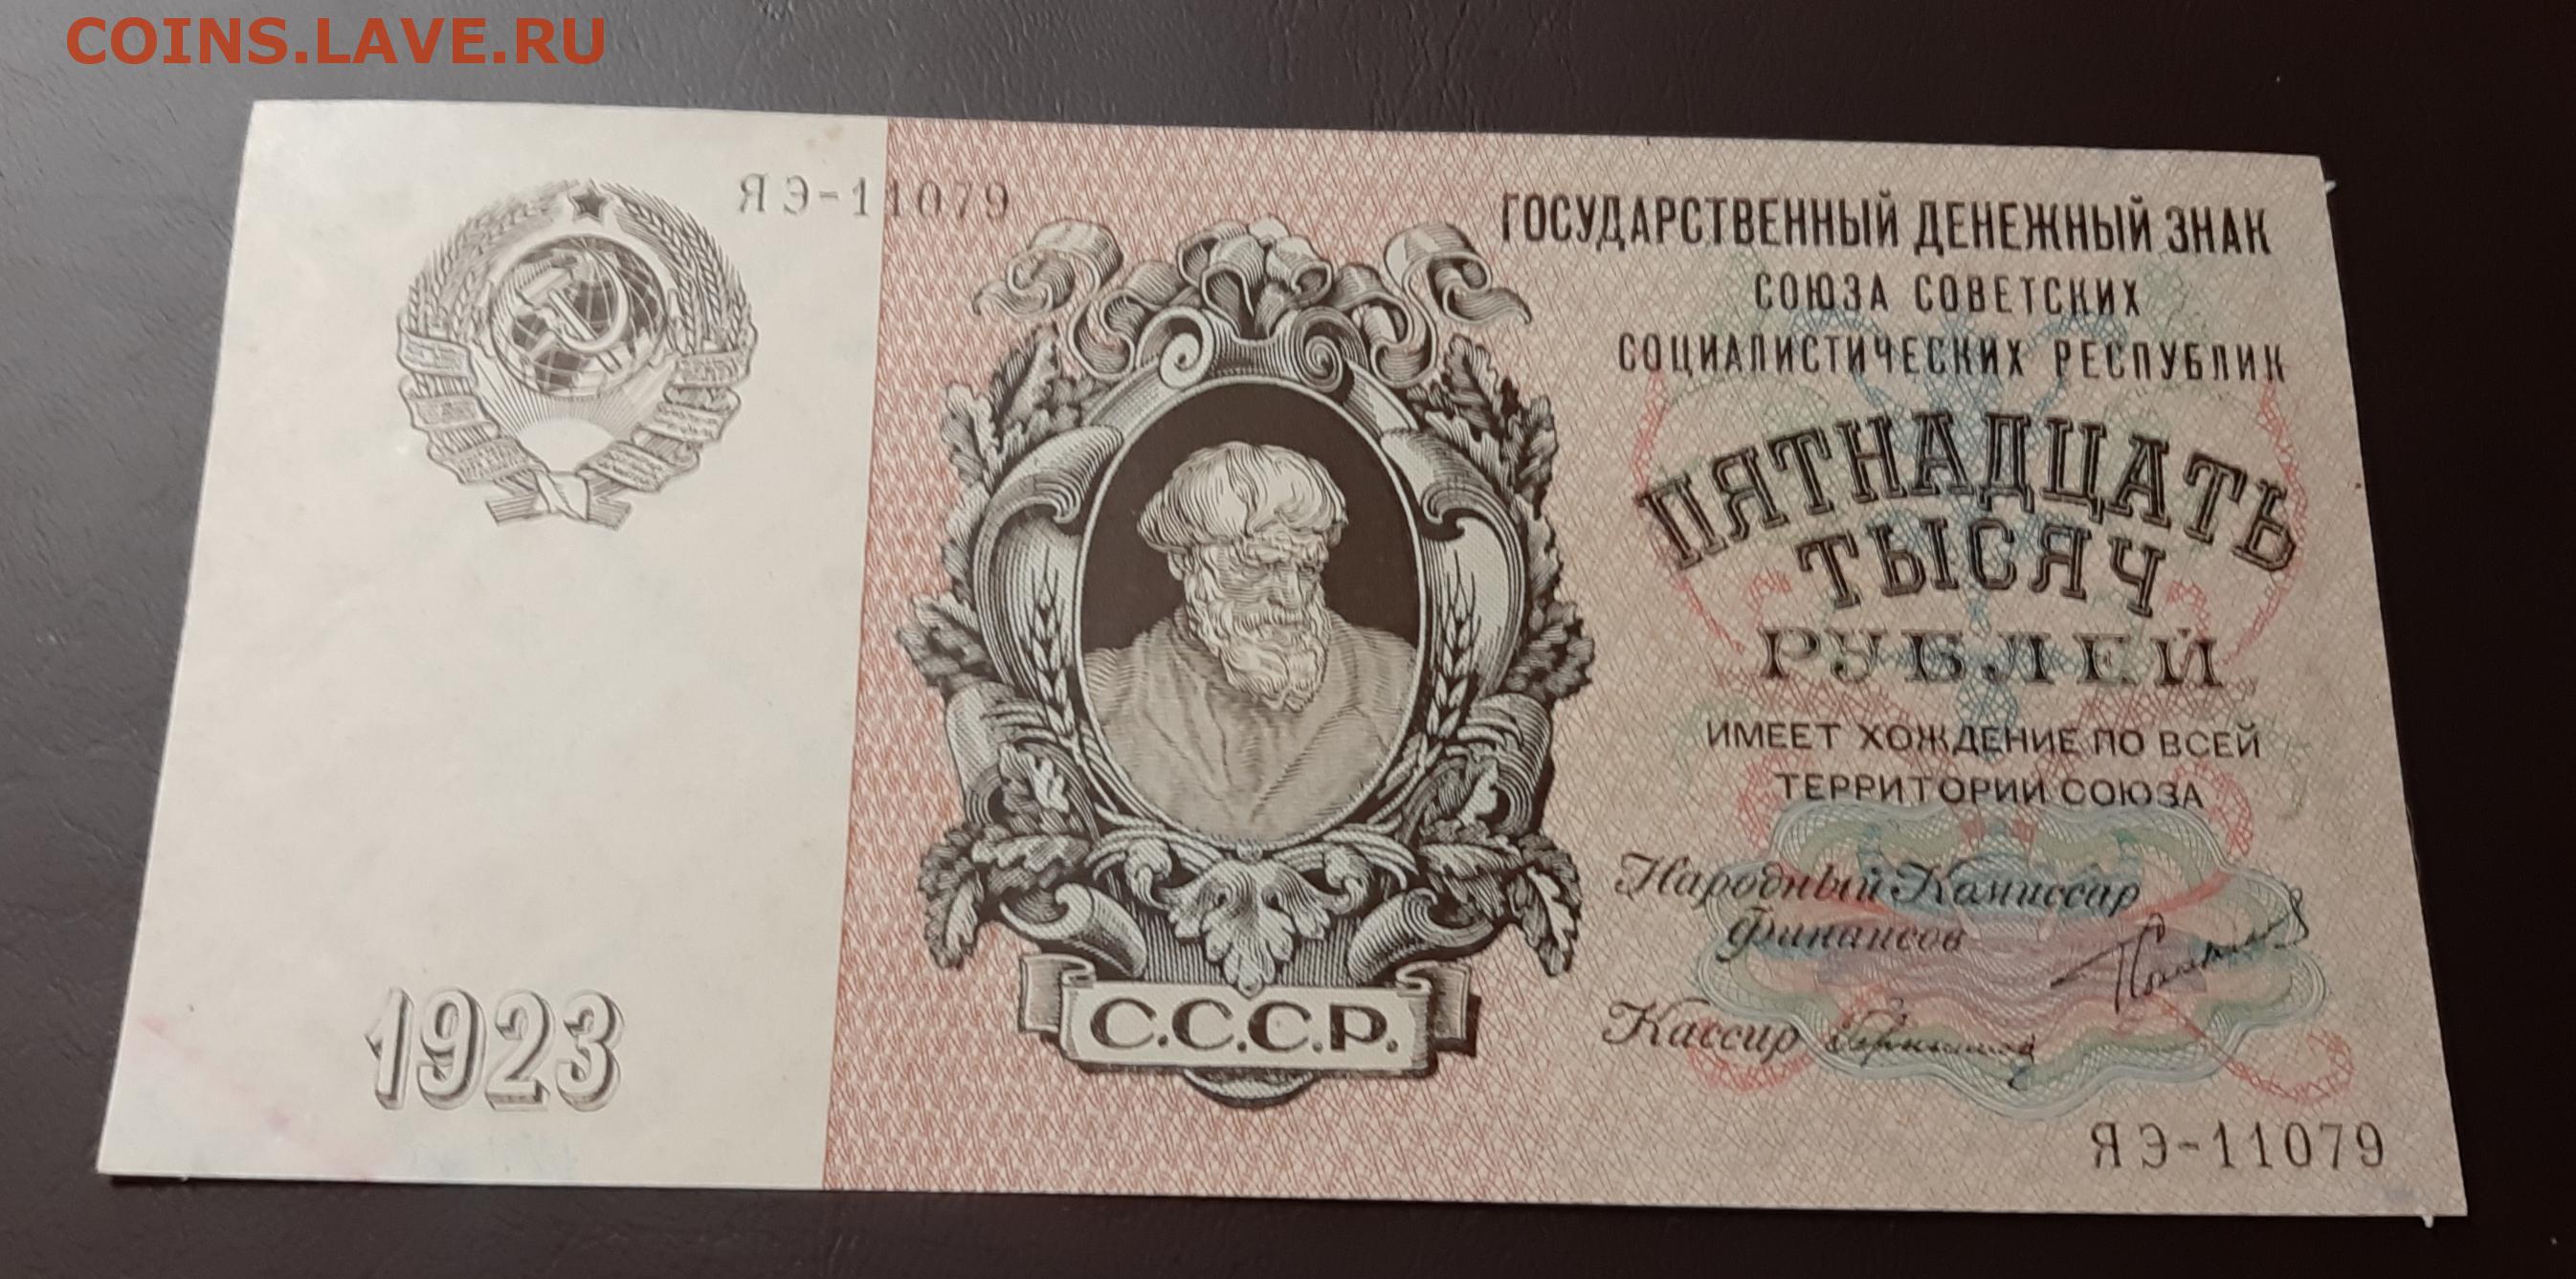 COINS.LAVE.RU
ЯЭ-11079
ГОСУДАРСТВЕННЫЙ ДЕНЕЖНЫЙ ЗНАК
СОЮЗА СОВЕТСКИХ
СОЦИАЛИСТИЧЕСКИХ РЕСПУБЛИК
ПЯТНАДЦАТЬ
ТЫСЯЧ
РУБЛЕЙ
ИМЕЕТ ХОЖДЕНИЕ ПО ВСЕЙ
ТЕРРИТОРИИ СОЮЗА
Народный Комиссар
Финансов
Кассир
С.С.С.Р.
1923
ЯЭ-11079